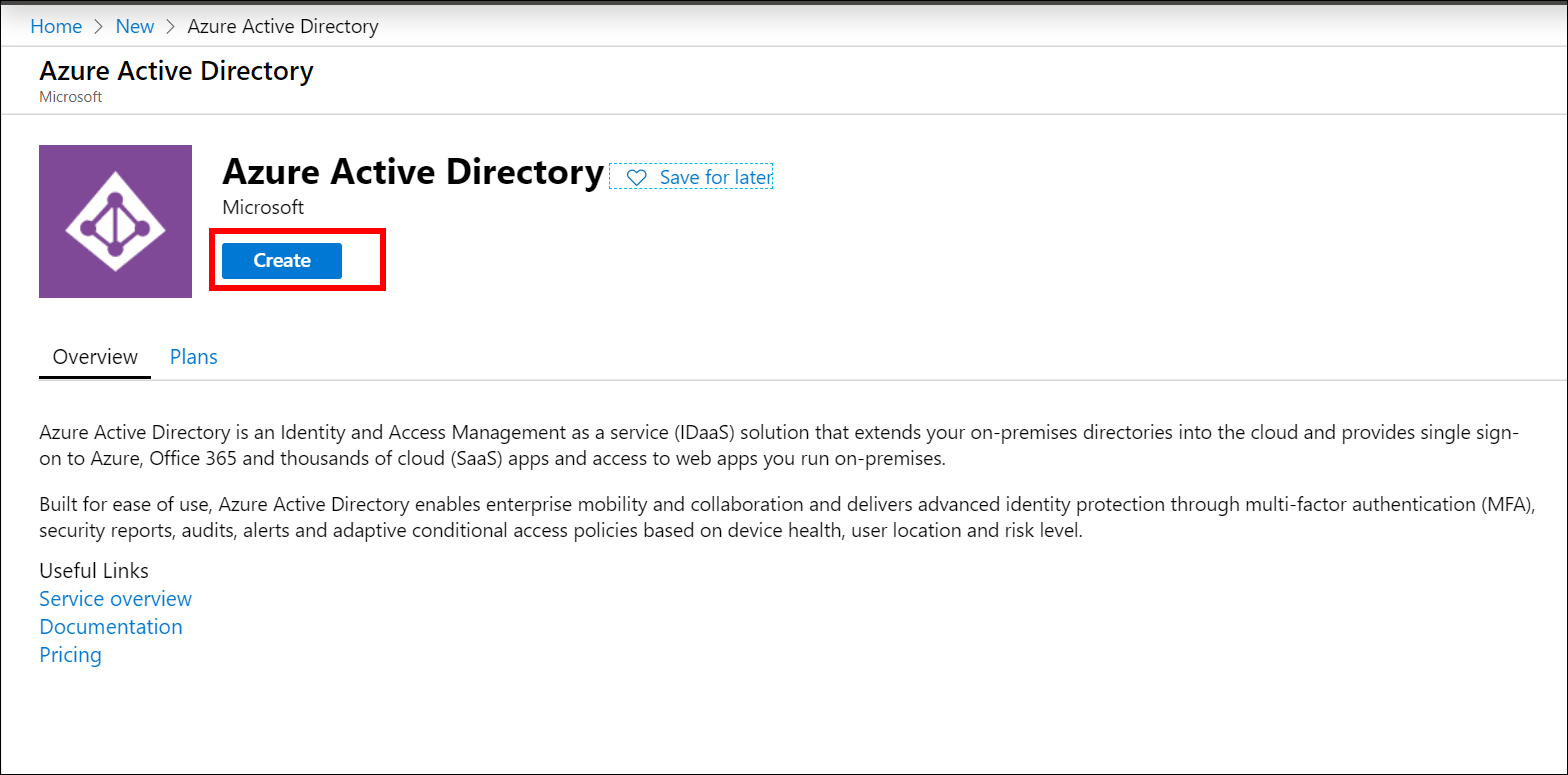 Home > New > Azure Active Directory
Azure Active Directory
Microsoft
Azure Active Directory
Save for later
Microsoft
Create
Overview Plans
Azure Active Directory is an Identity and Access Management as a service (IDaaS) solution that extends your on-premises directories into the cloud and provides single sign-
on to Azure, Office 365 and thousands of cloud (SaaS) apps and access to web apps you run on-premises.
Built for ease of use, Azure Active Directory enables enterprise mobility and collaboration and delivers advanced identity protection through multi-factor authentication (MFA),
security reports, audits, alerts and adaptive conditional access policies based on device health, user location and risk level.
Useful Links
Service overview
Documentation
Pricing